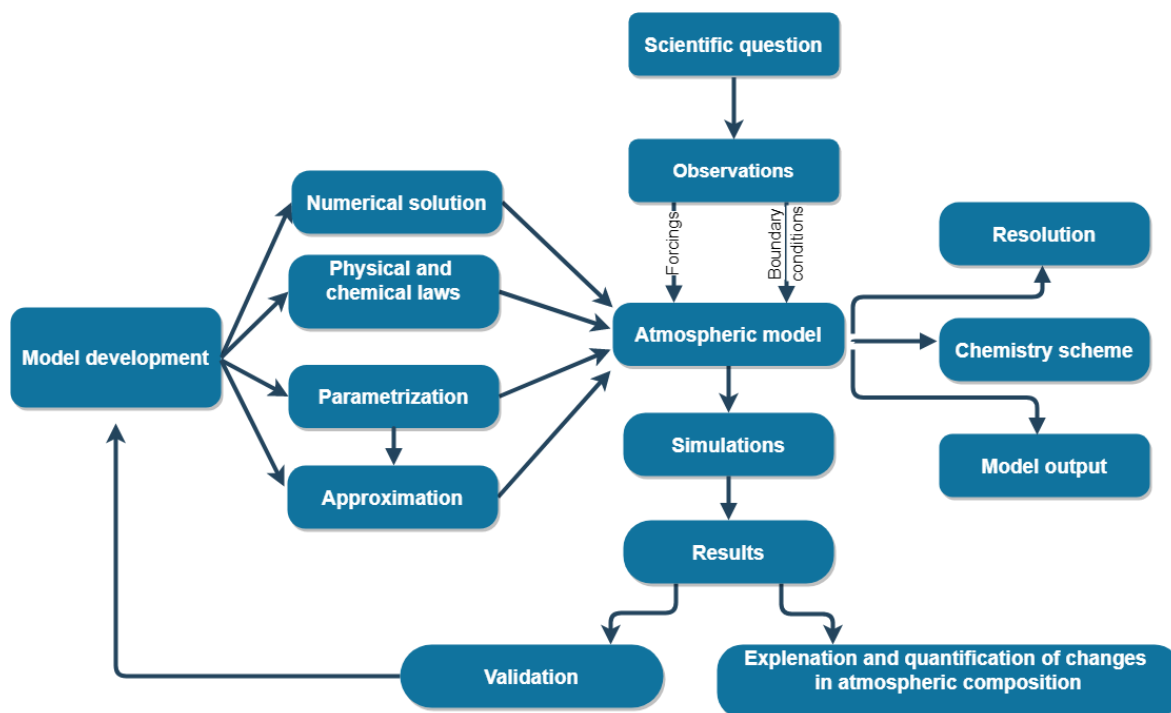 Scientific question
Observations
Forcings
Boundary
conditions
Numerical solution
Physical and
chemical laws
Model development
Parametrization
Approximation
Atmospheric model
Resolution
Chemistry scheme
Model output
Simulations
Results
Validation
Explenation and quantification of changes
in atmospheric composition